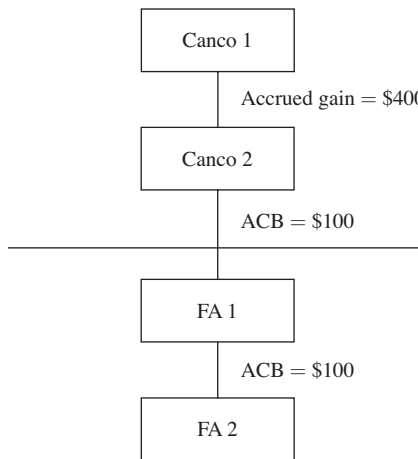 Canco 1
Accrued gain = $400
Canco 2
ACB = $100
FA 1
ACB = $100
FA 2